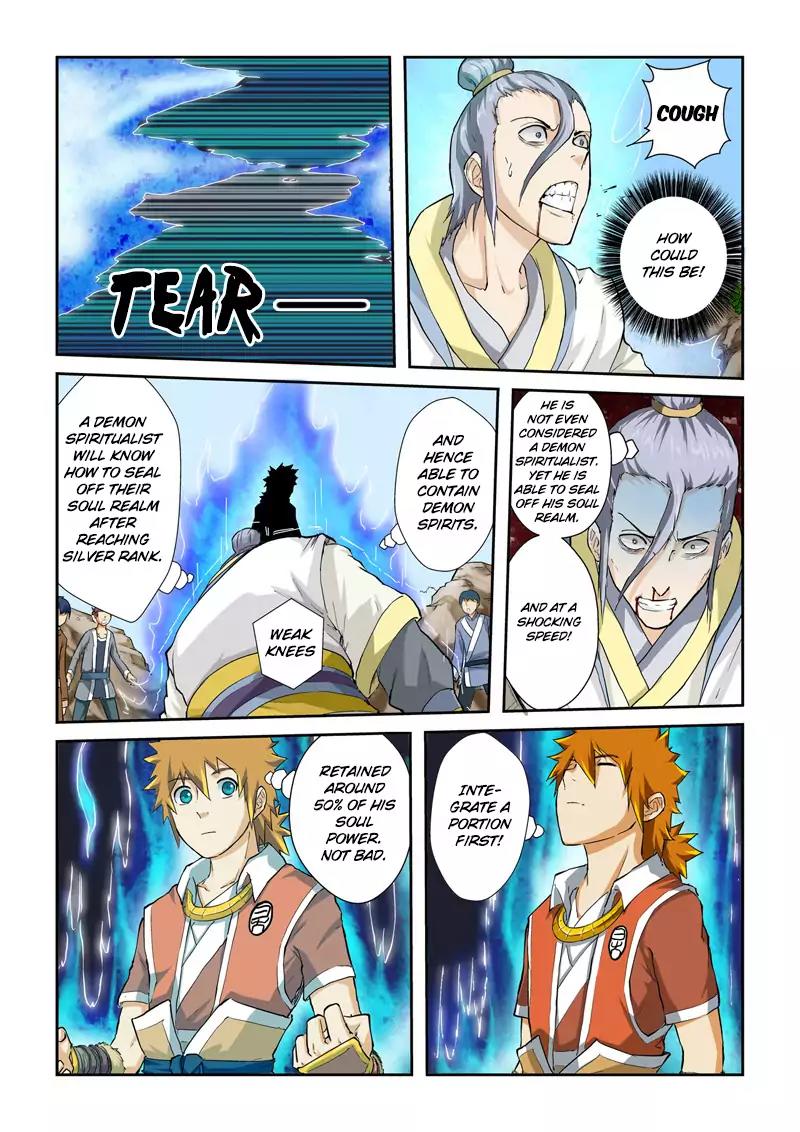 TEAR—
COUGH
HOW
COULD
THIS BE!
A DEMON
SPIRITUALIST
WILL KNOW
HOW TO SEAL
OFF THEIR
SOUL REALM
AFTER
REACHING
SILVER RANK.
AND
HENCE
ABLE TO
CONTAIN
DEMON
SPIRITS.
WEAK
KNEES
HE IS
NOT EVEN
CONSIDERED
A DEMON
SPIRITUALIST.
YET HE IS
ABLE TO SEAL
OFF HIS SOUL
REALM.
AND AT A
SHOCKING
SPEED!
RETAINED
AROUND
50% OF HIS
SOUL
POWER.
NOT BAD.
INTE-
GRATE A
PORTION
FIRST!